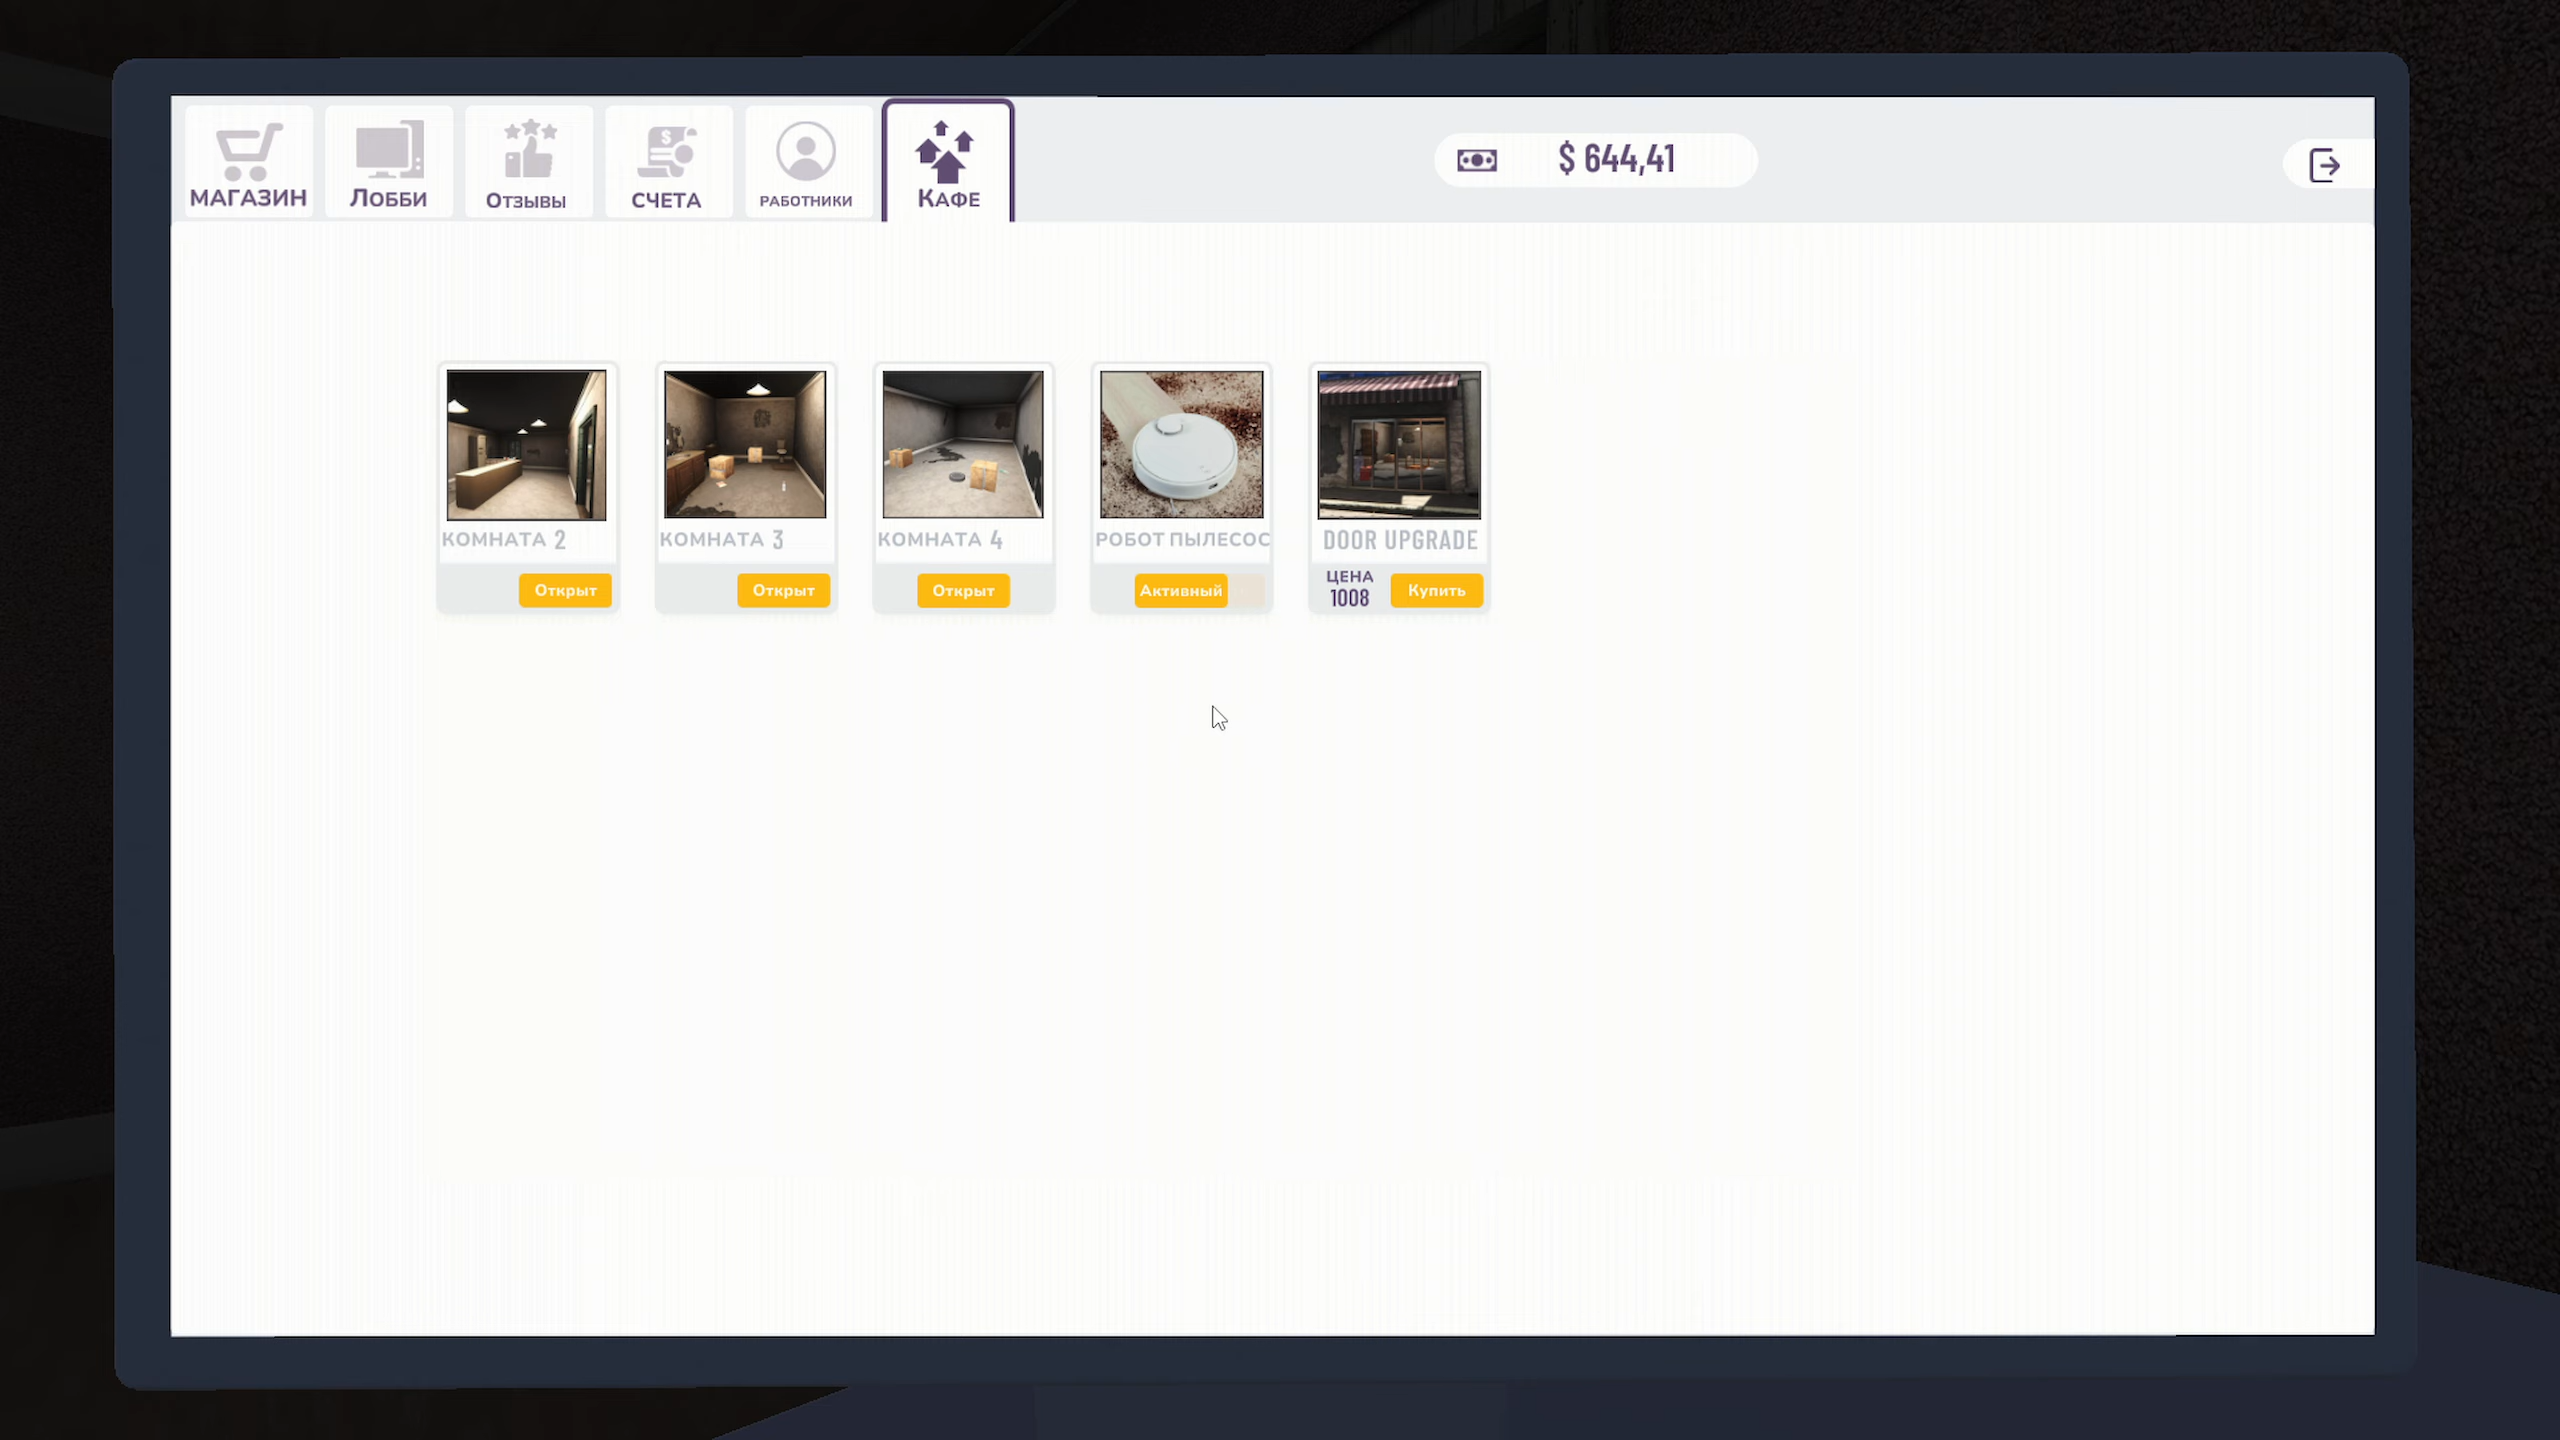 МАГАЗИН
ЛОББИ
Отзывы
СЧЕТА
РАБОТНИКИ
КАФЕ
$ 644,41
КОМНАТА 2
КОМНАТА 3
КОМНАТА 4
РОБОТ ПЫЛЕСОС
DOOR UPGRADE
Открыт
Открыт
Открыт
Активный
ЦЕНА
1008
Купить